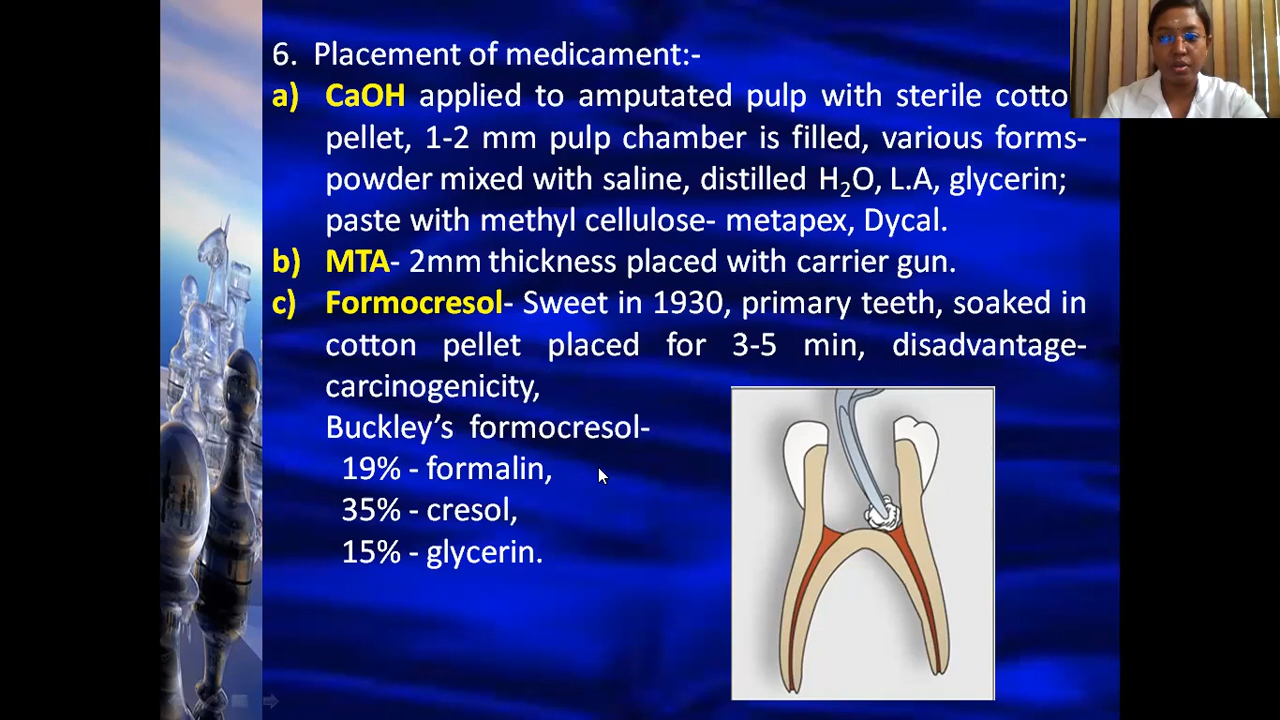 6. Placement of medicament:-
a) CaOH applied to amputated pulp with sterile
pellet, 1-2 mm pulp chamber is filled, various forms-
powder mixed with saline, distilled H₂O, L.A, glycerin;
paste with methyl cellulose- metapex, Dycal.
b) MTA- 2mm thickness placed with carrier gun.
c) Formocresol- Sweet in 1930, primary teeth, soaked in
cotton pellet placed for 3-5 min, disadvantage-
carcinogenicity,
Buckley's formocresol-
19% - formalin,
35% - cresol,
15% - glycerin.